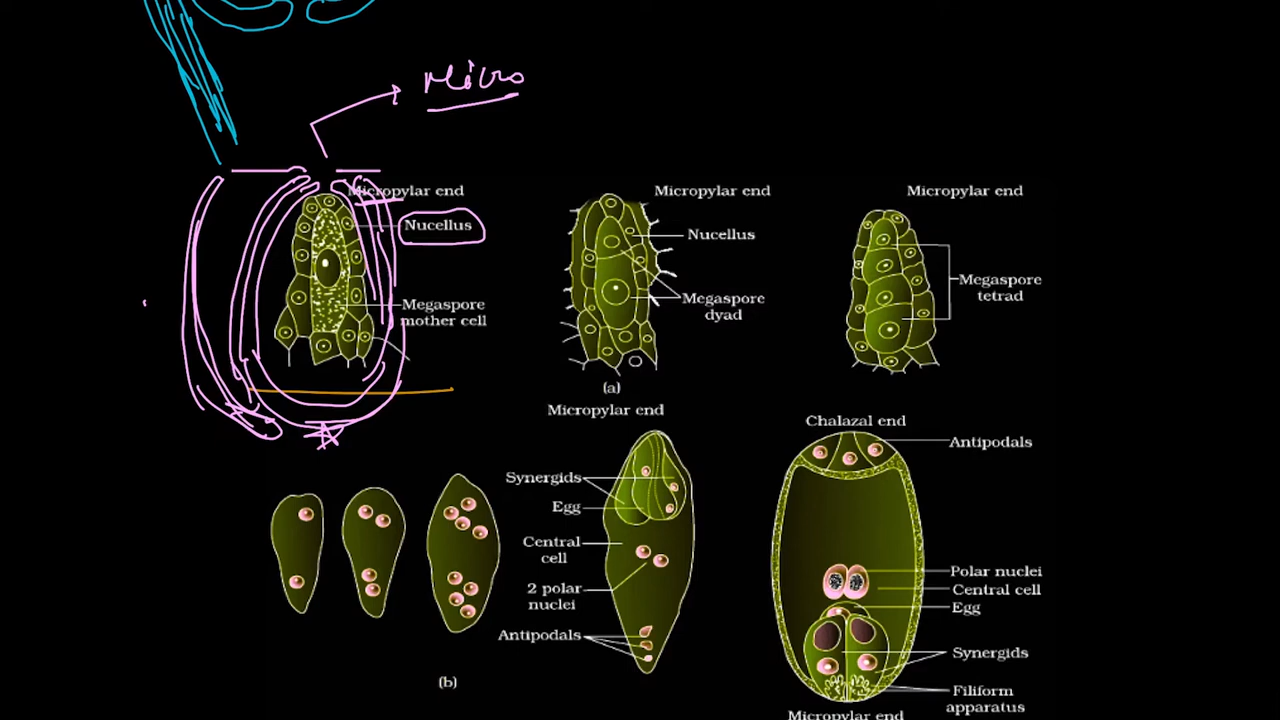 Micro
Micropylar end
Nucellus
Megaspore
mother cell
Micropylar end
Nucellus
Megaspore
dyad
(a)
Micropylar end
Megaspore
tetrad
Micropylar end
Synergids
Egg
Central
cell
2 polar
nuclei
Antipodals
(b)
Chalazal end
Antipodals
Polar nuclei
Central cell
Egg
Synergids
Filiform
apparatus
Micropylar end